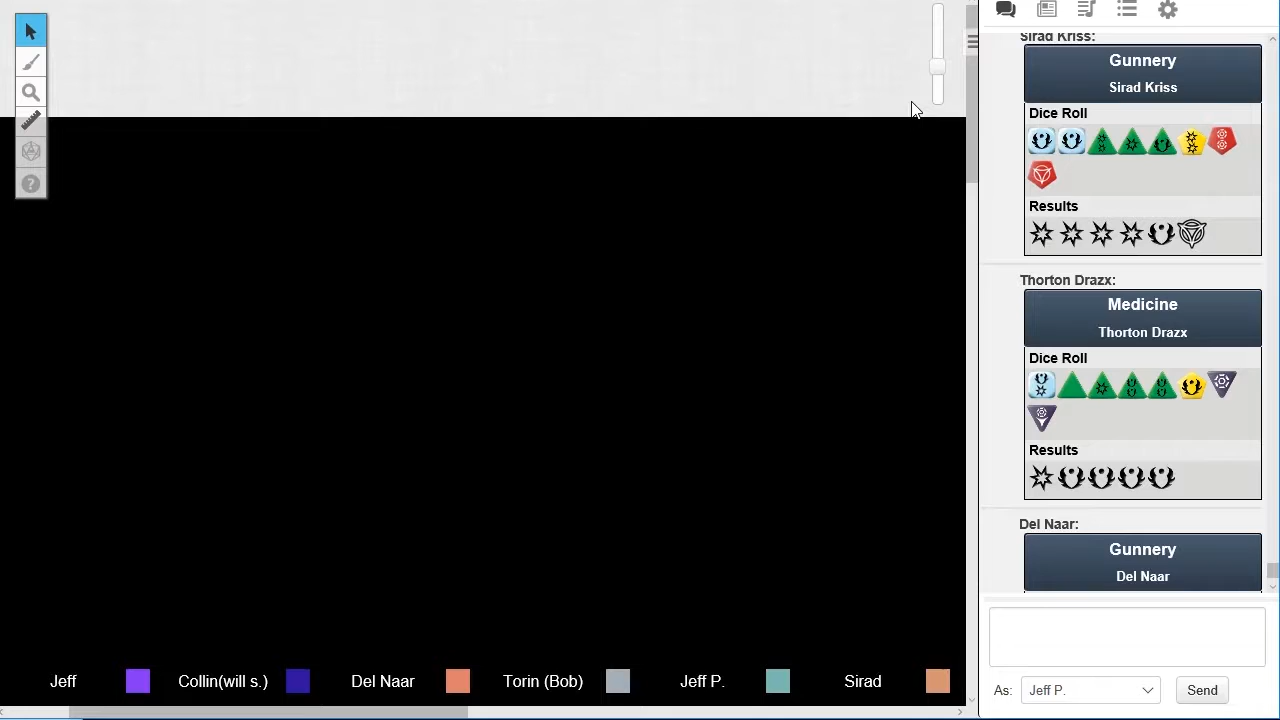 Sirad Kriss:
Gunnery
Sirad Kriss
Dice Roll
Results
Thorton Drazx:
Medicine
Thorton Drazx
Dice Roll
Results
Del Naar:
Gunnery
Del Naar
As: Jeff P. Send
Jeff Collin(will s.) Del Naar Torin (Bob) Jeff P. Sirad